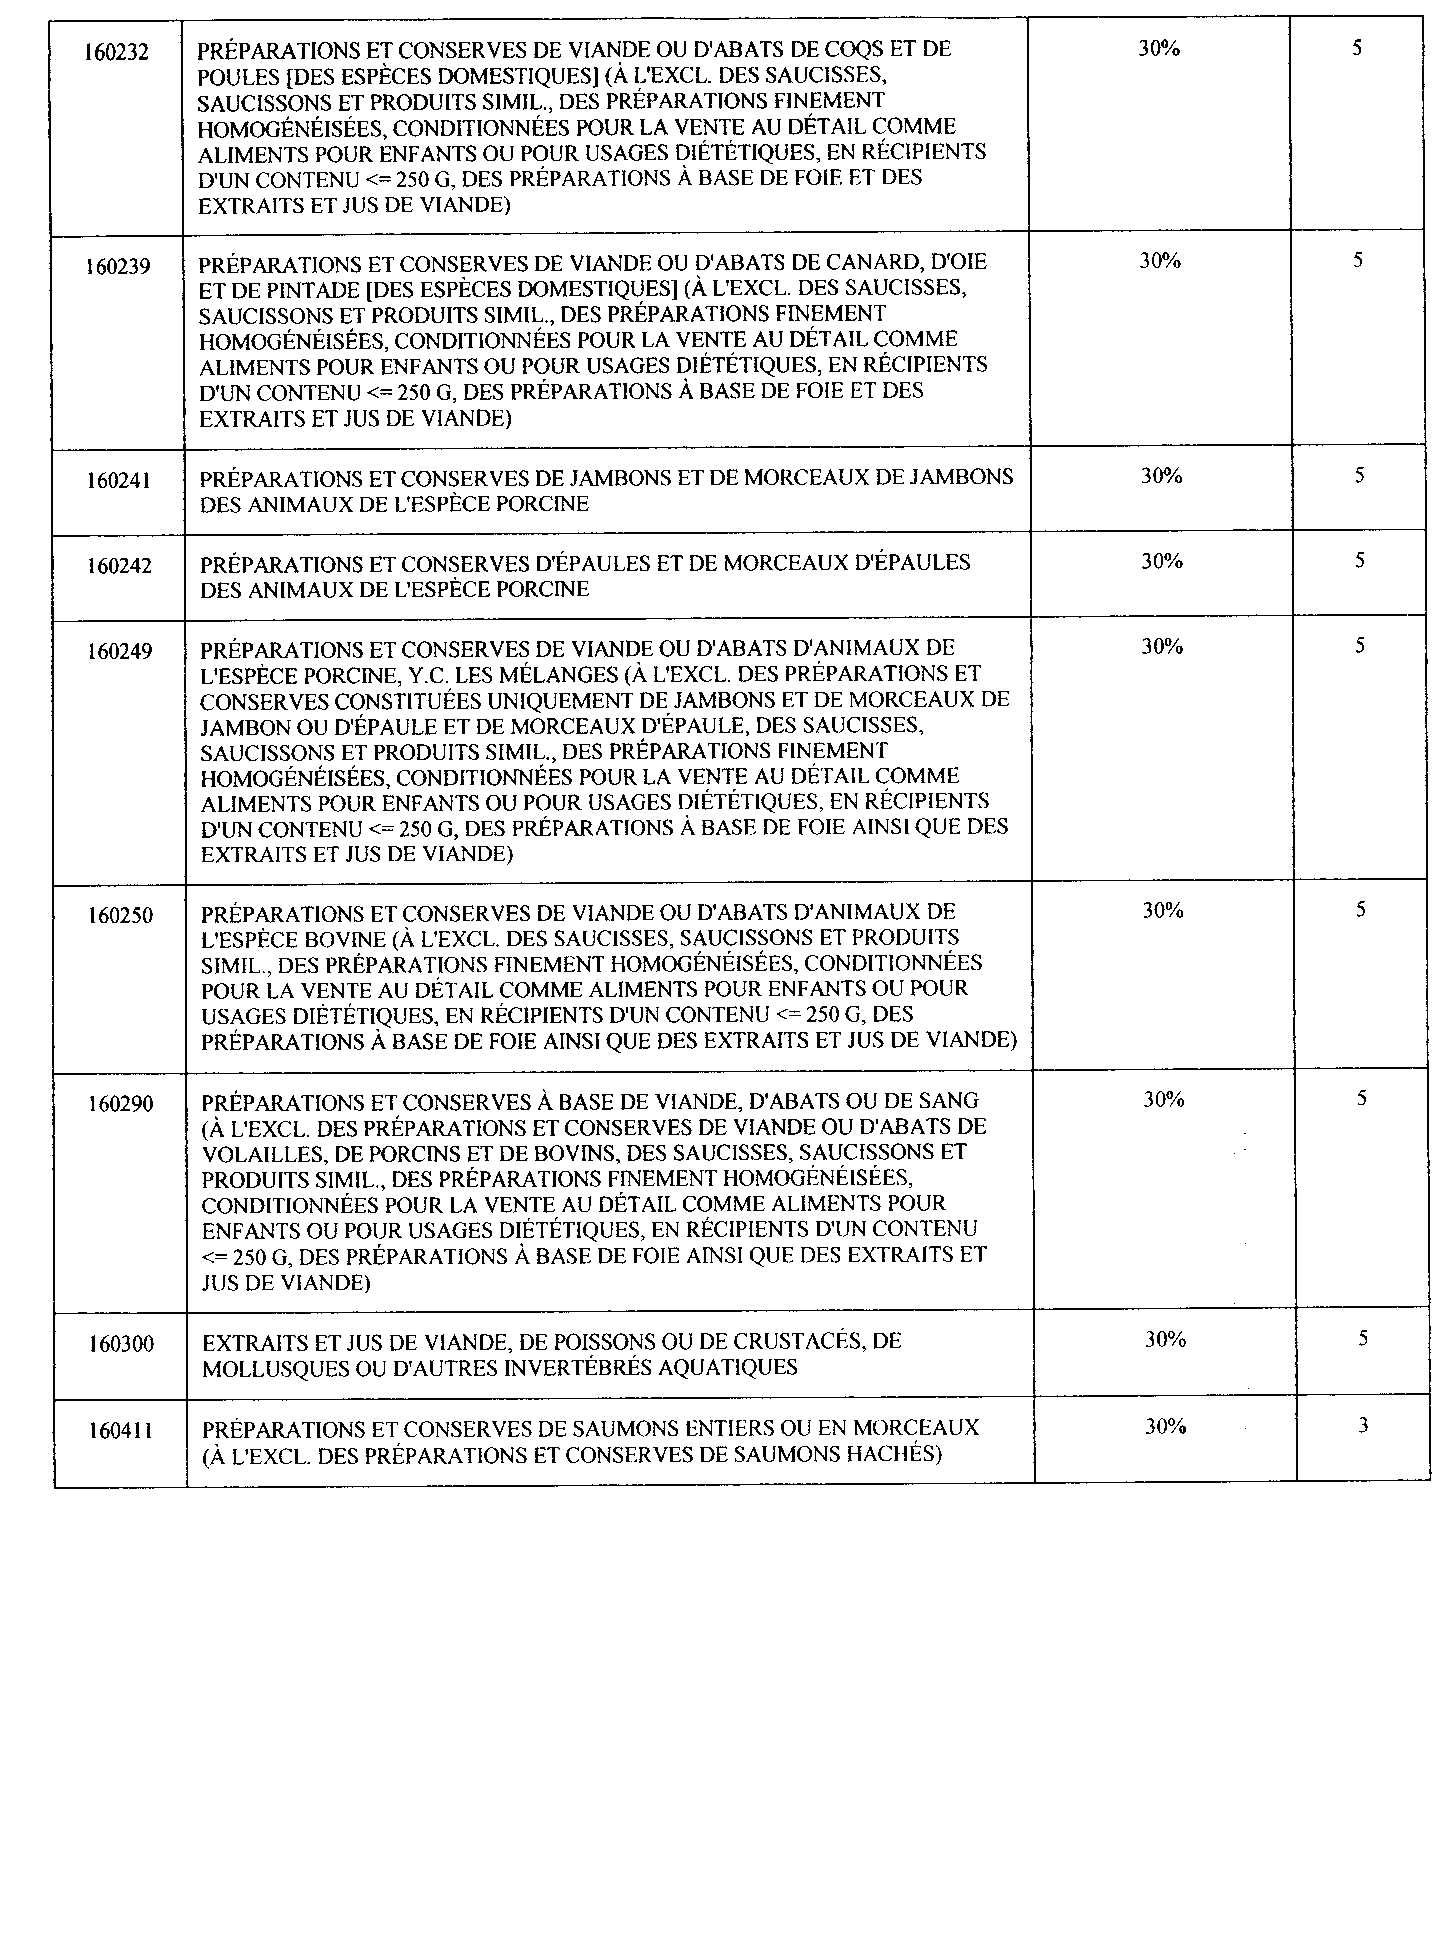 160232 PRÉPARATIONS ET CONSERVES DE VIANDE OU D'ABATS DE COQS ET DE 30% 5
POULES [DES ESPÈCES DOMESTIQUES] (À L'EXCL. DES SAUCISSES,
SAUCISSONS ET PRODUITS SIMIL., DES PRÉPARATIONS FINEMENT
HOMOGÉNÉISÉES, CONDITIONNÉES POUR LA VENTE AU DÉTAIL COMME
ALIMENTS POUR ENFANTS OU POUR USAGES DIÉTÉTIQUES, EN RÉCIPIENTS
D'UN CONTENU <= 250 G, DES PRÉPARATIONS À BASE DE FOIE ET DES
EXTRAITS ET JUS DE VIANDE)
160239 PRÉPARATIONS ET CONSERVES DE VIANDE OU D'ABATS DE CANARD, D'OIE 30% 5
ET DE PINTADE [DES ESPÈCES DOMESTIQUES] (À L'EXCL. DES SAUCISSES,
SAUCISSONS ET PRODUITS SIMIL., DES PRÉPARATIONS FINEMENT
HOMOGÉNÉISÉES, CONDITIONNÉES POUR LA VENTE AU DÉTAIL COMME
ALIMENTS POUR ENFANTS OU POUR USAGES DIÉTÉTIQUES, EN RÉCIPIENTS
D'UN CONTENU <= 250 G, DES PRÉPARATIONS À BASE DE FOIE ET DES
EXTRAITS ET JUS DE VIANDE)
160241 PRÉPARATIONS ET CONSERVES DE JAMBONS ET DE MORCEAUX DE JAMBONS 30% 5
DES ANIMAUX DE L'ESPÈCE PORCINE
160242 PRÉPARATIONS ET CONSERVES D'ÉPAULES ET DE MORCEAUX D'ÉPAULES 30% 5
DES ANIMAUX DE L'ESPÈCE PORCINE
160249 PRÉPARATIONS ET CONSERVES DE VIANDE OU D'ABATS D'ANIMAUX DE 30% 5
L'ESPÈCE PORCINE, Y.C. LES MÉLANGES (À L'EXCL. DES PRÉPARATIONS ET
CONSERVES CONSTITUÉES UNIQUEMENT DE JAMBONS ET DE MORCEAUX DE
JAMBON OU D'ÉPAULE ET DE MORCEAUX D'ÉPAULE, DES SAUCISSES,
SAUCISSONS ET PRODUITS SIMIL., DES PRÉPARATIONS FINEMENT
HOMOGÉNÉISÉES, CONDITIONNÉES POUR LA VENTE AU DÉTAIL COMME
ALIMENTS POUR ENFANTS OU POUR USAGES DIÉTÉTIQUES, EN RÉCIPIENTS
D'UN CONTENU <= 250 G, DES PRÉPARATIONS À BASE DE FOIE AINSI QUE DES
EXTRAITS ET JUS DE VIANDE)
160250 PRÉPARATIONS ET CONSERVES DE VIANDE OU D'ABATS D'ANIMAUX DE 30% 5
L'ESPÈCE BOVINE (À L'EXCL. DES SAUCISSES, SAUCISSONS ET PRODUITS
SIMIL., DES PRÉPARATIONS FINEMENT HOMOGÉNÉISÉES, CONDITIONNÉES
POUR LA VENTE AU DÉTAIL COMME ALIMENTS POUR ENFANTS OU POUR
USAGES DIÉTÉTIQUES, EN RÉCIPIENTS D'UN CONTENU <= 250 G, DES
PRÉPARATIONS À BASE DE FOIE AINSI QUE DES EXTRAITS ET JUS DE VIANDE)
160290 PRÉPARATIONS ET CONSERVES À BASE DE VIANDE, D'ABATS OU DE SANG 30% 5
(À L'EXCL. DES PRÉPARATIONS ET CONSERVES DE VIANDE OU D'ABATS DE
VOLAILLES, DE PORCINS ET DE BOVINS, DES SAUCISSES, SAUCISSONS ET
PRODUITS SIMIL., DES PRÉPARATIONS FINEMENT HOMOGÉNÉISÉES,
CONDITIONNÉES POUR LA VENTE AU DÉTAIL COMME ALIMENTS POUR
ENFANTS OU POUR USAGES DIÉTÉTIQUES, EN RÉCIPIENTS D'UN CONTENU
<= 250 G, DES PRÉPARATIONS À BASE DE FOIE AINSI QUE DES EXTRAITS ET
JUS DE VIANDE)
160300 EXTRAITS ET JUS DE VIANDE, DE POISSONS OU DE CRUSTACÉS, DE 30% 5
MOLLUSQUES OU D'AUTRES INVERTÉBRÉS AQUATIQUES
160411 PRÉPARATIONS ET CONSERVES DE SAUMONS ENTIERS OU EN MORCEAUX 30% 3
(À L'EXCL. DES PRÉPARATIONS ET CONSERVES DE SAUMONS HACHÉS)